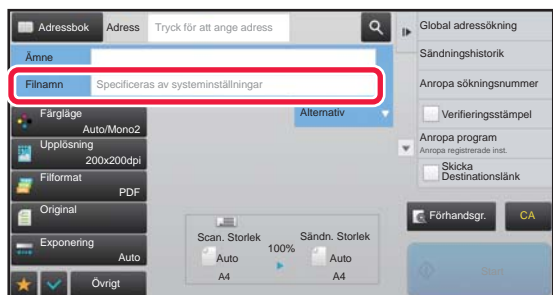 Adressbok
Adress
Tryck för att ange adress
Ämne
Filnamn
Specificeras av systeminställningar
Färgläge
Auto/Mono2
Upplösning
200x200dpi
Filformat
PDF
Original
Exponering
Auto
Övrigt
Alternativ
Scan. Storlek
Auto
A4
100%
Sändn. Storlek
Auto
A4
Global adressökning
Sändningshistorik
Anropa sökningsnummer
Verifieringsstämpel
Anropa program
Anropa registrerade inst.
Skicka
Destinationslänk
Förhandsgr.
CA
Start